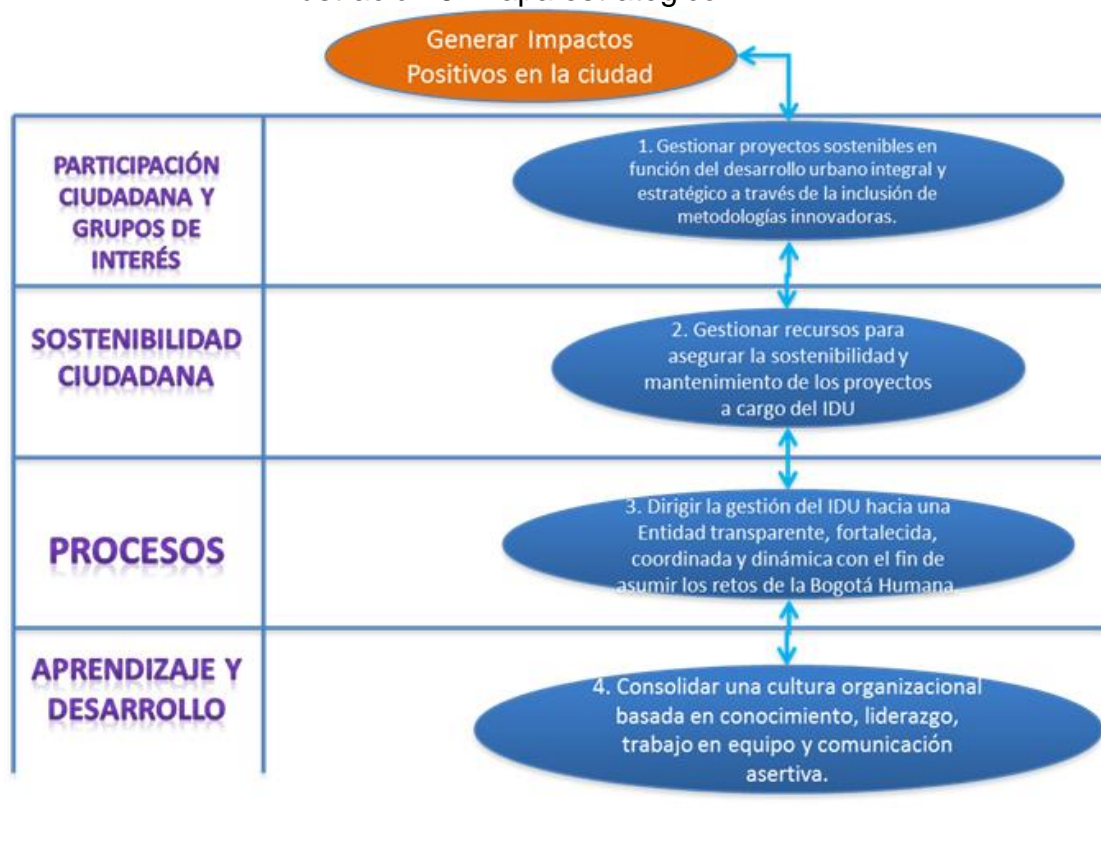 Generar Impactos
Positivos en la ciudad
PARTICIPACIÓN
CIUDADANA Y
GRUPOS DE
INTERÉS
1. Gestionar proyectos sostenibles en
función del desarrollo urbano integral y
estratégico a través de la inclusión de
metodologías innovadoras.
SOSTENIBILIDAD
CIUDADANA
2. Gestionar recursos para
asegurar la sostenibilidad y
mantenimiento de los proyectos
a cargo del IDU
PROCESOS
3. Dirigir la gestión del IDU hacia una
Entidad transparente, fortalecida,
coordinada y dinámica con el fin de
asumir los retos de la Bogotá Humana.
APRENDIZAJE Y
DESARROLLO
4. Consolidar una cultura organizacional
basada en conocimiento, liderazgo,
trabajo en equipo y comunicación
asertiva.